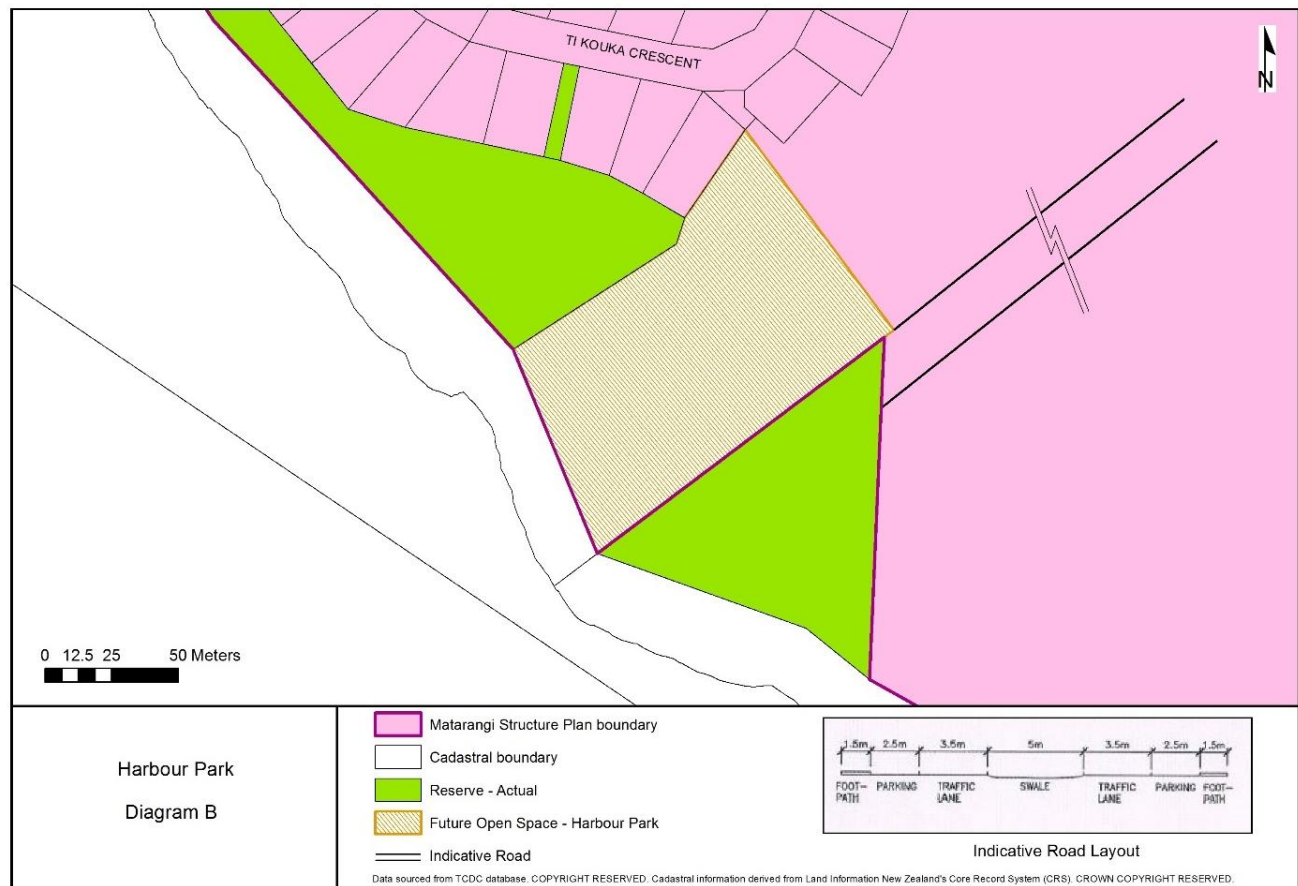 TI KOUKA CRESCENT
N
0 12.5 25 50 Meters
Harbour Park
Diagram B
Matarangi Structure Plan boundary
Cadastral boundary
Reserve - Actual
Future Open Space - Harbour Park
Indicative Road
1.5m 2.5m 3.5m 5m 3.5m 2.5m 1.5m
FOOT- PARKING TRAFFIC SWALE TRAFFIC PARKING FOOT-
PATH LANE LANE PATH
Indicative Road Layout
Data sourced from TCDC database. COPYRIGHT RESERVED. Cadastral information derived from Land Information New Zealand's Core Record System (CRS). CROWN COPYRIGHT RESERVED.